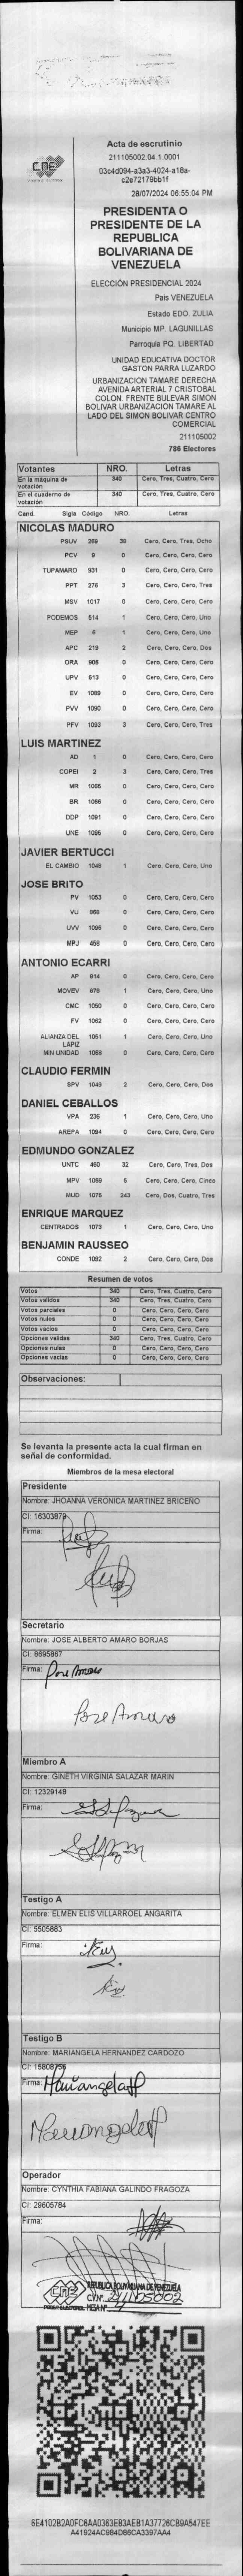 CNE
Acta de escrutinio
211105002.04.1.0001
03c4d094-a3a3-4024-a18a-
c2e72179bb1f
28/07/2024 06:55:04 PM
PRESIDENTA O
PRESIDENTE DE LA
REPUBLICA
BOLIVARIANA DE
VENEZUELA
ELECCIÓN PRESIDENCIAL 2024
Pais VENEZUELA
Estado EDO. ZULIA
Municipio MP. LAGUNILLAS
Parroquia PQ. LIBERTAD
UNIDAD EDUCATIVA DOCTOR
GASTON PARRA LUZARDO
URBANIZACION TAMARE DERECHA
AVENIDA ARTERIAL 7 CRISTOBAL
COLON. FRENTE BULEVAR SIMON
BOLIVAR URBANIZACION TAMARE AL
LADO DEL SIMON BOLIVAR CENTRO
COMERCIAL
211105002
786 Electores
Votantes NRO. Letras
En la máquina de votación 340 Cero, Tres, Cuatro, Cero
En el cuaderno de votación 340 Cero, Tres, Cuatro, Cero
Cand. Sigla Código NRO. Letras
NICOLAS MADURO
PSUV 269 38 Cero, Cero, Tres, Ocho
PCV 9 0 Cero, Cero, Cero, Cero
TUPAMARO 931 0 Cero, Cero, Cero, Cero
PPT 276 3 Cero, Cero, Cero, Tres
MSV 1017 0 Cero, Cero, Cero, Cero
PODEMOS 514 1 Cero, Cero, Cero, Uno
MEP 6 1 Cero, Cero, Cero, Uno
APC 219 2 Cero, Cero, Cero, Dos
ORA 906 0 Cero, Cero, Cero, Cero
UPV 613 0 Cero, Cero, Cero, Cero
EV 1089 0 Cero, Cero, Cero, Cero
PVV 1090 0 Cero, Cero, Cero, Cero
PFV 1093 3 Cero, Cero, Cero, Tres
LUIS MARTINEZ
AD 1 0 Cero, Cero, Cero, Cero
COPEI 2 3 Cero, Cero, Cero, Tres
MR 1065 0 Cero, Cero, Cero, Cero
BR 1066 0 Cero, Cero, Cero, Cero
DDP 1091 0 Cero, Cero, Cero, Cero
UNE 1095 0 Cero, Cero, Cero, Cero
JAVIER BERTUCCI
EL CAMBIO 1048 1 Cero, Cero, Cero, Uno
JOSE BRITO
PV 1053 0 Cero, Cero, Cero, Cero
VU 968 0 Cero, Cero, Cero, Cero
UVV 1096 0 Cero, Cero, Cero, Cero
MPJ 458 0 Cero, Cero, Cero, Cero
ANTONIO ECARRI
AP 914 0 Cero, Cero, Cero, Cero
MOVEV 678 1 Cero, Cero, Cero, Uno
CMC 1050 0 Cero, Cero, Cero, Cero
FV 1062 0 Cero, Cero, Cero, Cero
ALIANZA DEL LAPIZ 1051 1 Cero, Cero, Cero, Uno
MIN UNIDAD 1068 0 Cero, Cero, Cero, Cero
CLAUDIO FERMIN
SPV 1049 2 Cero, Cero, Cero, Dos
DANIEL CEBALLOS
VPA 236 1 Cero, Cero, Cero, Uno
AREPA 1094 0 Cero, Cero, Cero, Cero
EDMUNDO GONZALEZ
UNTC 460 32 Cero, Cero, Tres, Dos
MPV 1069 5 Cero, Cero, Cero, Cinco
MUD 1075 243 Cero, Dos, Cuatro, Tres
ENRIQUE MARQUEZ
CENTRADOS 1073 1 Cero, Cero, Cero, Uno
BENJAMIN RAUSSEO
CONDE 1092 2 Cero, Cero, Cero, Dos
Resumen de votos
Votos 340 Cero, Tres, Cuatro, Cero
Votos validos 340 Cero, Tres, Cuatro, Cero
Votos parciales 0 Cero, Cero, Cero, Cero
Votos nulos 0 Cero, Cero, Cero, Cero
Votos vacios 0 Cero, Cero, Cero, Cero
Opciones validas 340 Cero, Tres, Cuatro, Cero
Opciones nulas 0 Cero, Cero, Cero, Cero
Opciones vacias 0 Cero, Cero, Cero, Cero
Observaciones:
Se levanta la presente acta la cual firman en
señal de conformidad.
Miembros de la mesa electoral
Presidente
Nombre: JHOANNA VERONICA MARTINEZ BRICEÑO
CI: 16303879
Firma:
Secretario
Nombre: JOSE ALBERTO AMARO BORJAS
CI: 8695867
Firma: Jose Amaro
Jose Amaro
Miembro A
Nombre: GINETH VIRGINIA SALAZAR MARIN
CI: 12329148
Firma:
Testigo A
Nombre: ELMEN ELIS VILLARROEL ANGARITA
CI: 5505883
Firma:
Testigo B
Nombre: MARIANGELA HERNANDEZ CARDOZO
CI: 15808756
Firma: MariangelaH
MariangelaH
Operador
Nombre: CYNTHIA FABIANA GALINDO FRAGOZA
CI: 29605784
Firma:
CNE
PODER ELECTORAL
REPUBLICA BOLIVARIANA DE VENEZUELA
C.V.Nº 211105002
MESA Nº
6E4102B2A0FC8AA0363EB3AEB1A37726CB9A547EE
A41924AC984D86CA3397AA4